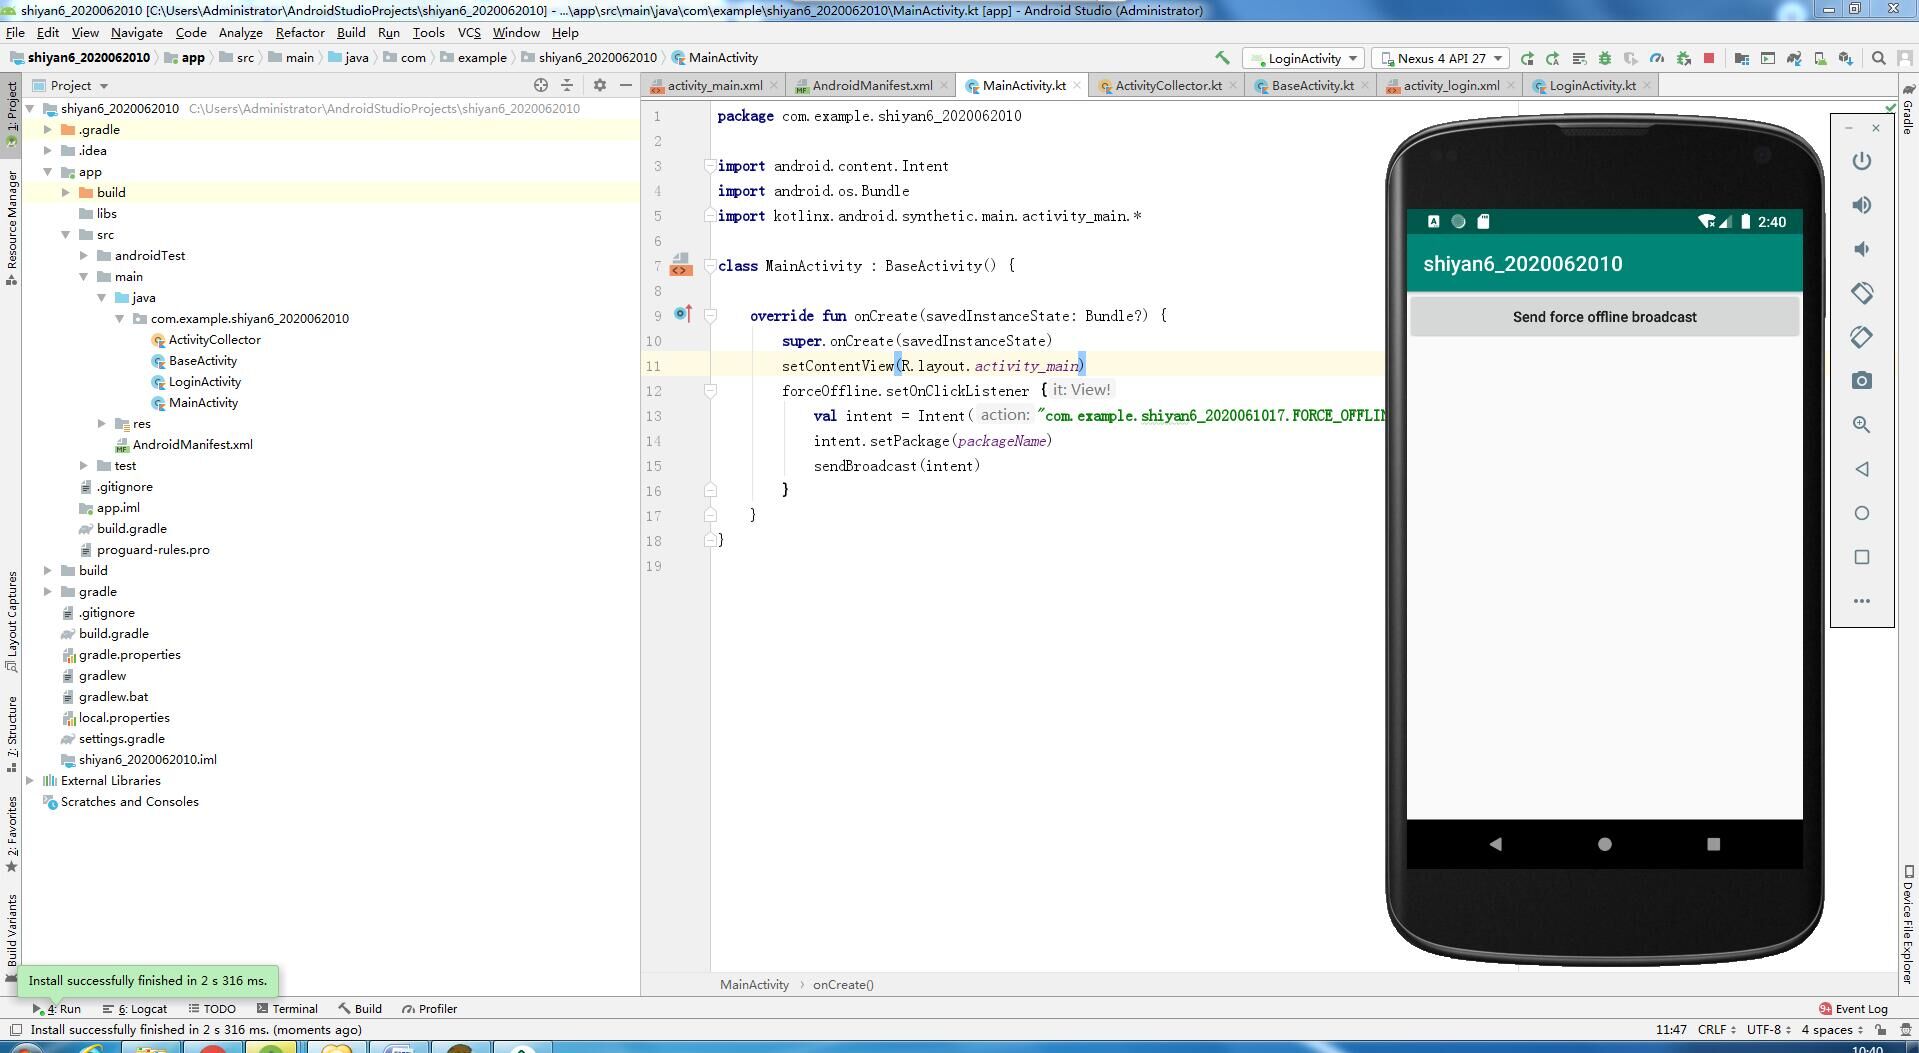 shiyan6_2020062010 [C:\Users\Administrator\AndroidStudioProjects\shiyan6_2020062010] - ...\app\src\main\java\com\example\shiyan6_2020062010\MainActivity.kt [app] - Android Studio (Administrator)
File Edit View Navigate Code Analyze Refactor Build Run Tools VCS Window Help
shiyan6_2020062010 app src main java com example shiyan6_2020062010 MainActivity LoginActivity Nexus 4 API 27
Project
activity_main.xml AndroidManifest.xml MainActivity.kt ActivityCollector.kt BaseActivity.kt activity_login.xml LoginActivity.kt
1: Project
Resource Manager
Layout Captures
7: Structure
2: Favorites
Build Variants
shiyan6_2020062010 C:\Users\Administrator\AndroidStudioProjects\shiyan6_2020062010
.gradle
.idea
app
build
libs
src
androidTest
main
java
com.example.shiyan6_2020062010
ActivityCollector
BaseActivity
LoginActivity
MainActivity
res
AndroidManifest.xml
test
.gitignore
app.iml
build.gradle
proguard-rules.pro
build
gradle
.gitignore
build.gradle
gradle.properties
gradlew
gradlew.bat
local.properties
settings.gradle
shiyan6_2020062010.iml
External Libraries
Scratches and Consoles
1 package com.example.shiyan6_2020062010
2
3 import android.content.Intent
4 import android.os.Bundle
5 import kotlinx.android.synthetic.main.activity_main.*
6
7 class MainActivity : BaseActivity() {
8
9 override fun onCreate(savedInstanceState: Bundle?) {
10 super.onCreate(savedInstanceState)
11 setContentView(R.layout.activity_main)
12 forceOffline.setOnClickListener { it: View!
13 val intent = Intent( action: "com.example.shiyan6_2020061017.FORCE_OFFLIN
14 intent.setPackage(packageName)
15 sendBroadcast(intent)
16 }
17 }
18 }
19
2:40
shiyan6_2020062010
Send force offline broadcast
Gradle
Device File Explorer
MainActivity › onCreate()
Install successfully finished in 2 s 316 ms.
4: Run 6: Logcat TODO Terminal Build Profiler 9+ Event Log
Install successfully finished in 2 s 316 ms. (moments ago) 11:47 CRLF UTF-8 4 spaces
10:40